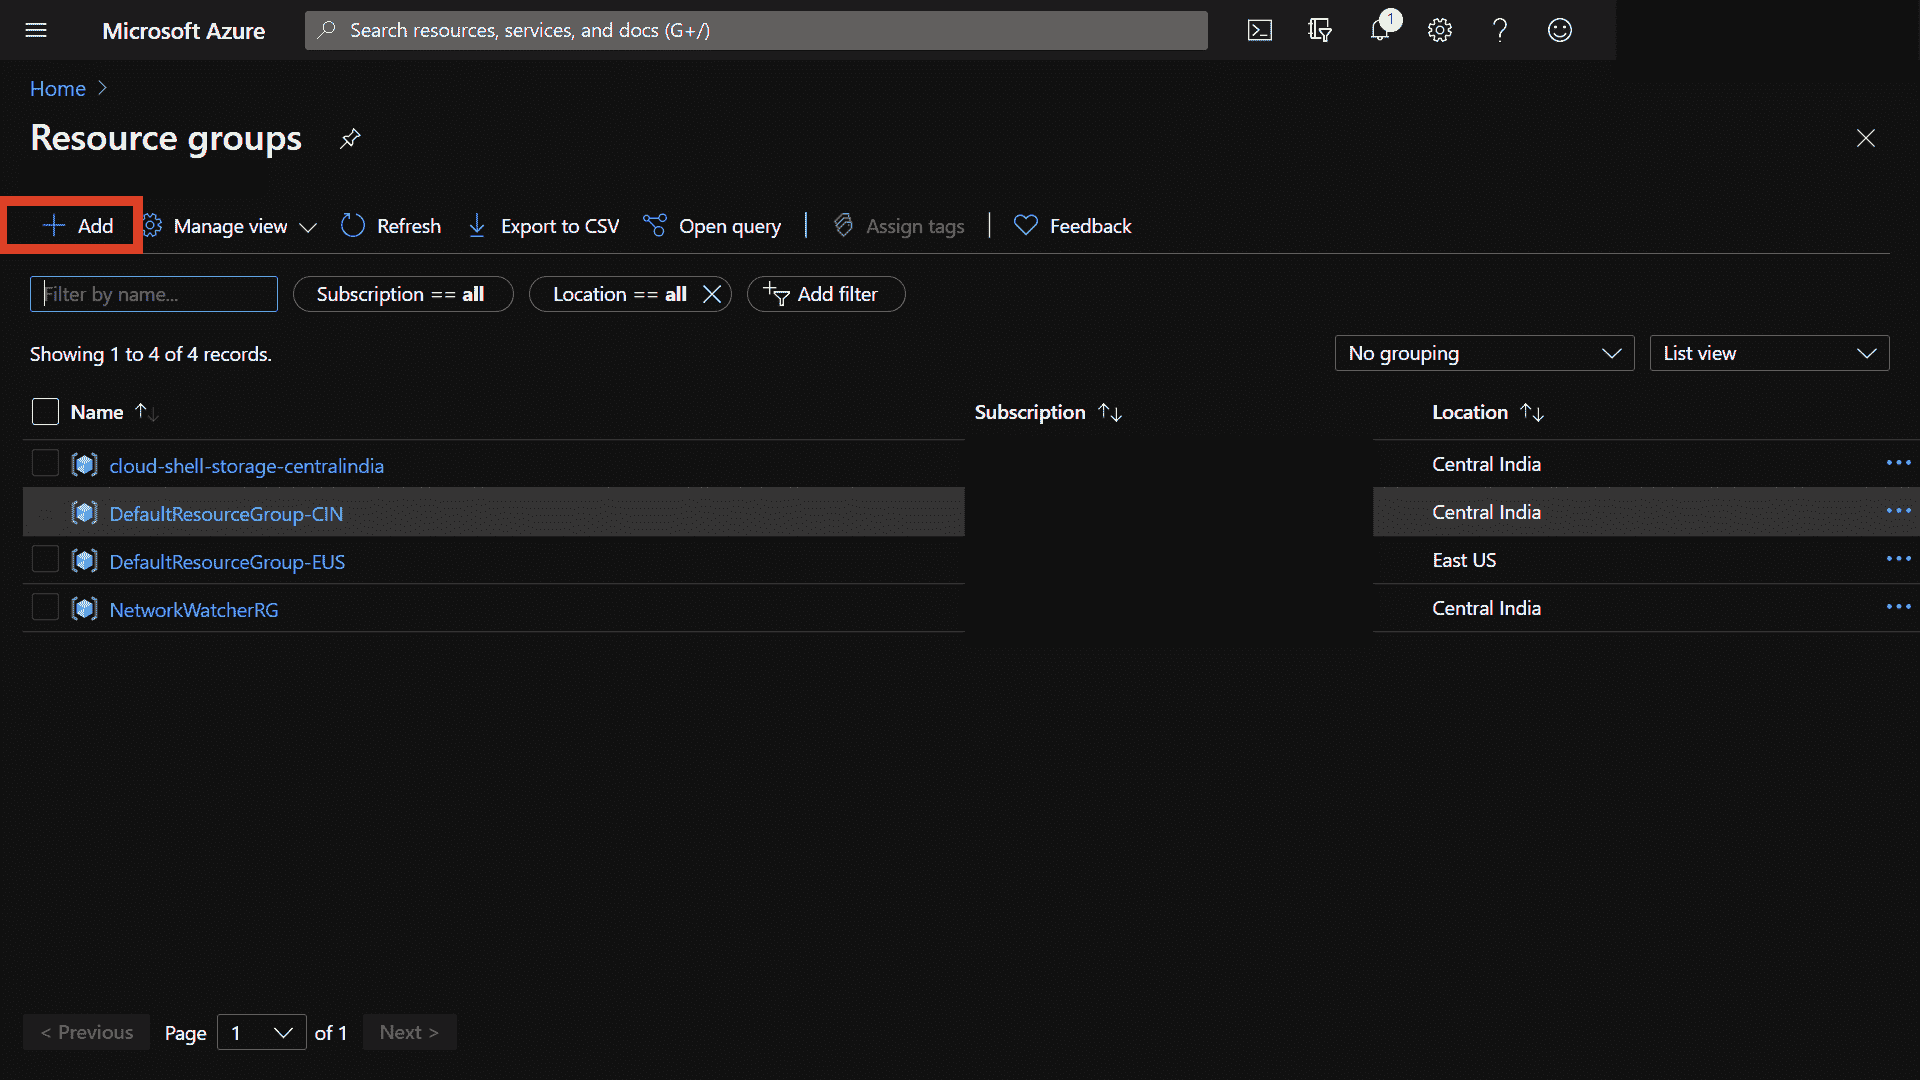 Microsoft Azure Search resources, services, and docs (G+/) 1
Home >
Resource groups
Add Manage view Refresh Export to CSV Open query Assign tags Feedback
Filter by name... Subscription == all Location == all Add filter
Showing 1 to 4 of 4 records. No grouping List view
Name Subscription Location
cloud-shell-storage-centralindia Central India
DefaultResourceGroup-CIN Central India
DefaultResourceGroup-EUS East US
NetworkWatcherRG Central India
< Previous Page 1 of 1 Next >